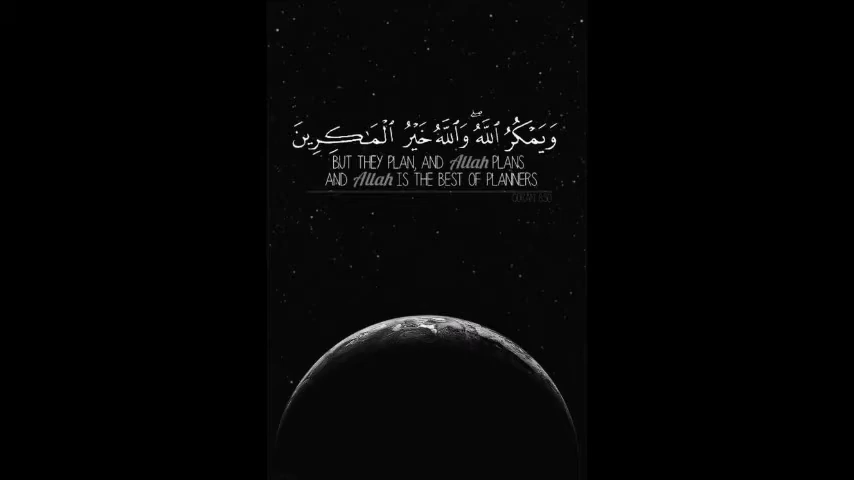 وَيَمْكُرُ ٱللَّهُ ۖ وَٱللَّهُ خَيْرُ ٱلْمَـٰكِرِينَ
BUT THEY PLAN, AND Allah PLANS
AND Allah IS THE BEST OF PLANNERS